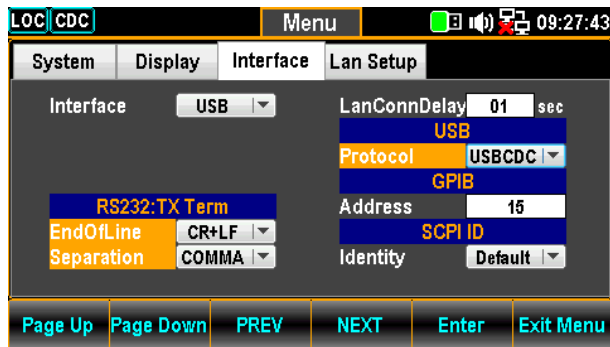 LOC CDC Menu 09:27:43
System Display Interface Lan Setup
Interface USB
LanConnDelay 01 sec
USB
Protocol USBCDC
GPIB
RS232:TX Term
Address 15
EndOfLine CR+LF
SCPI ID
Separation COMMA
Identity Default
Page Up Page Down PREV NEXT Enter Exit Menu